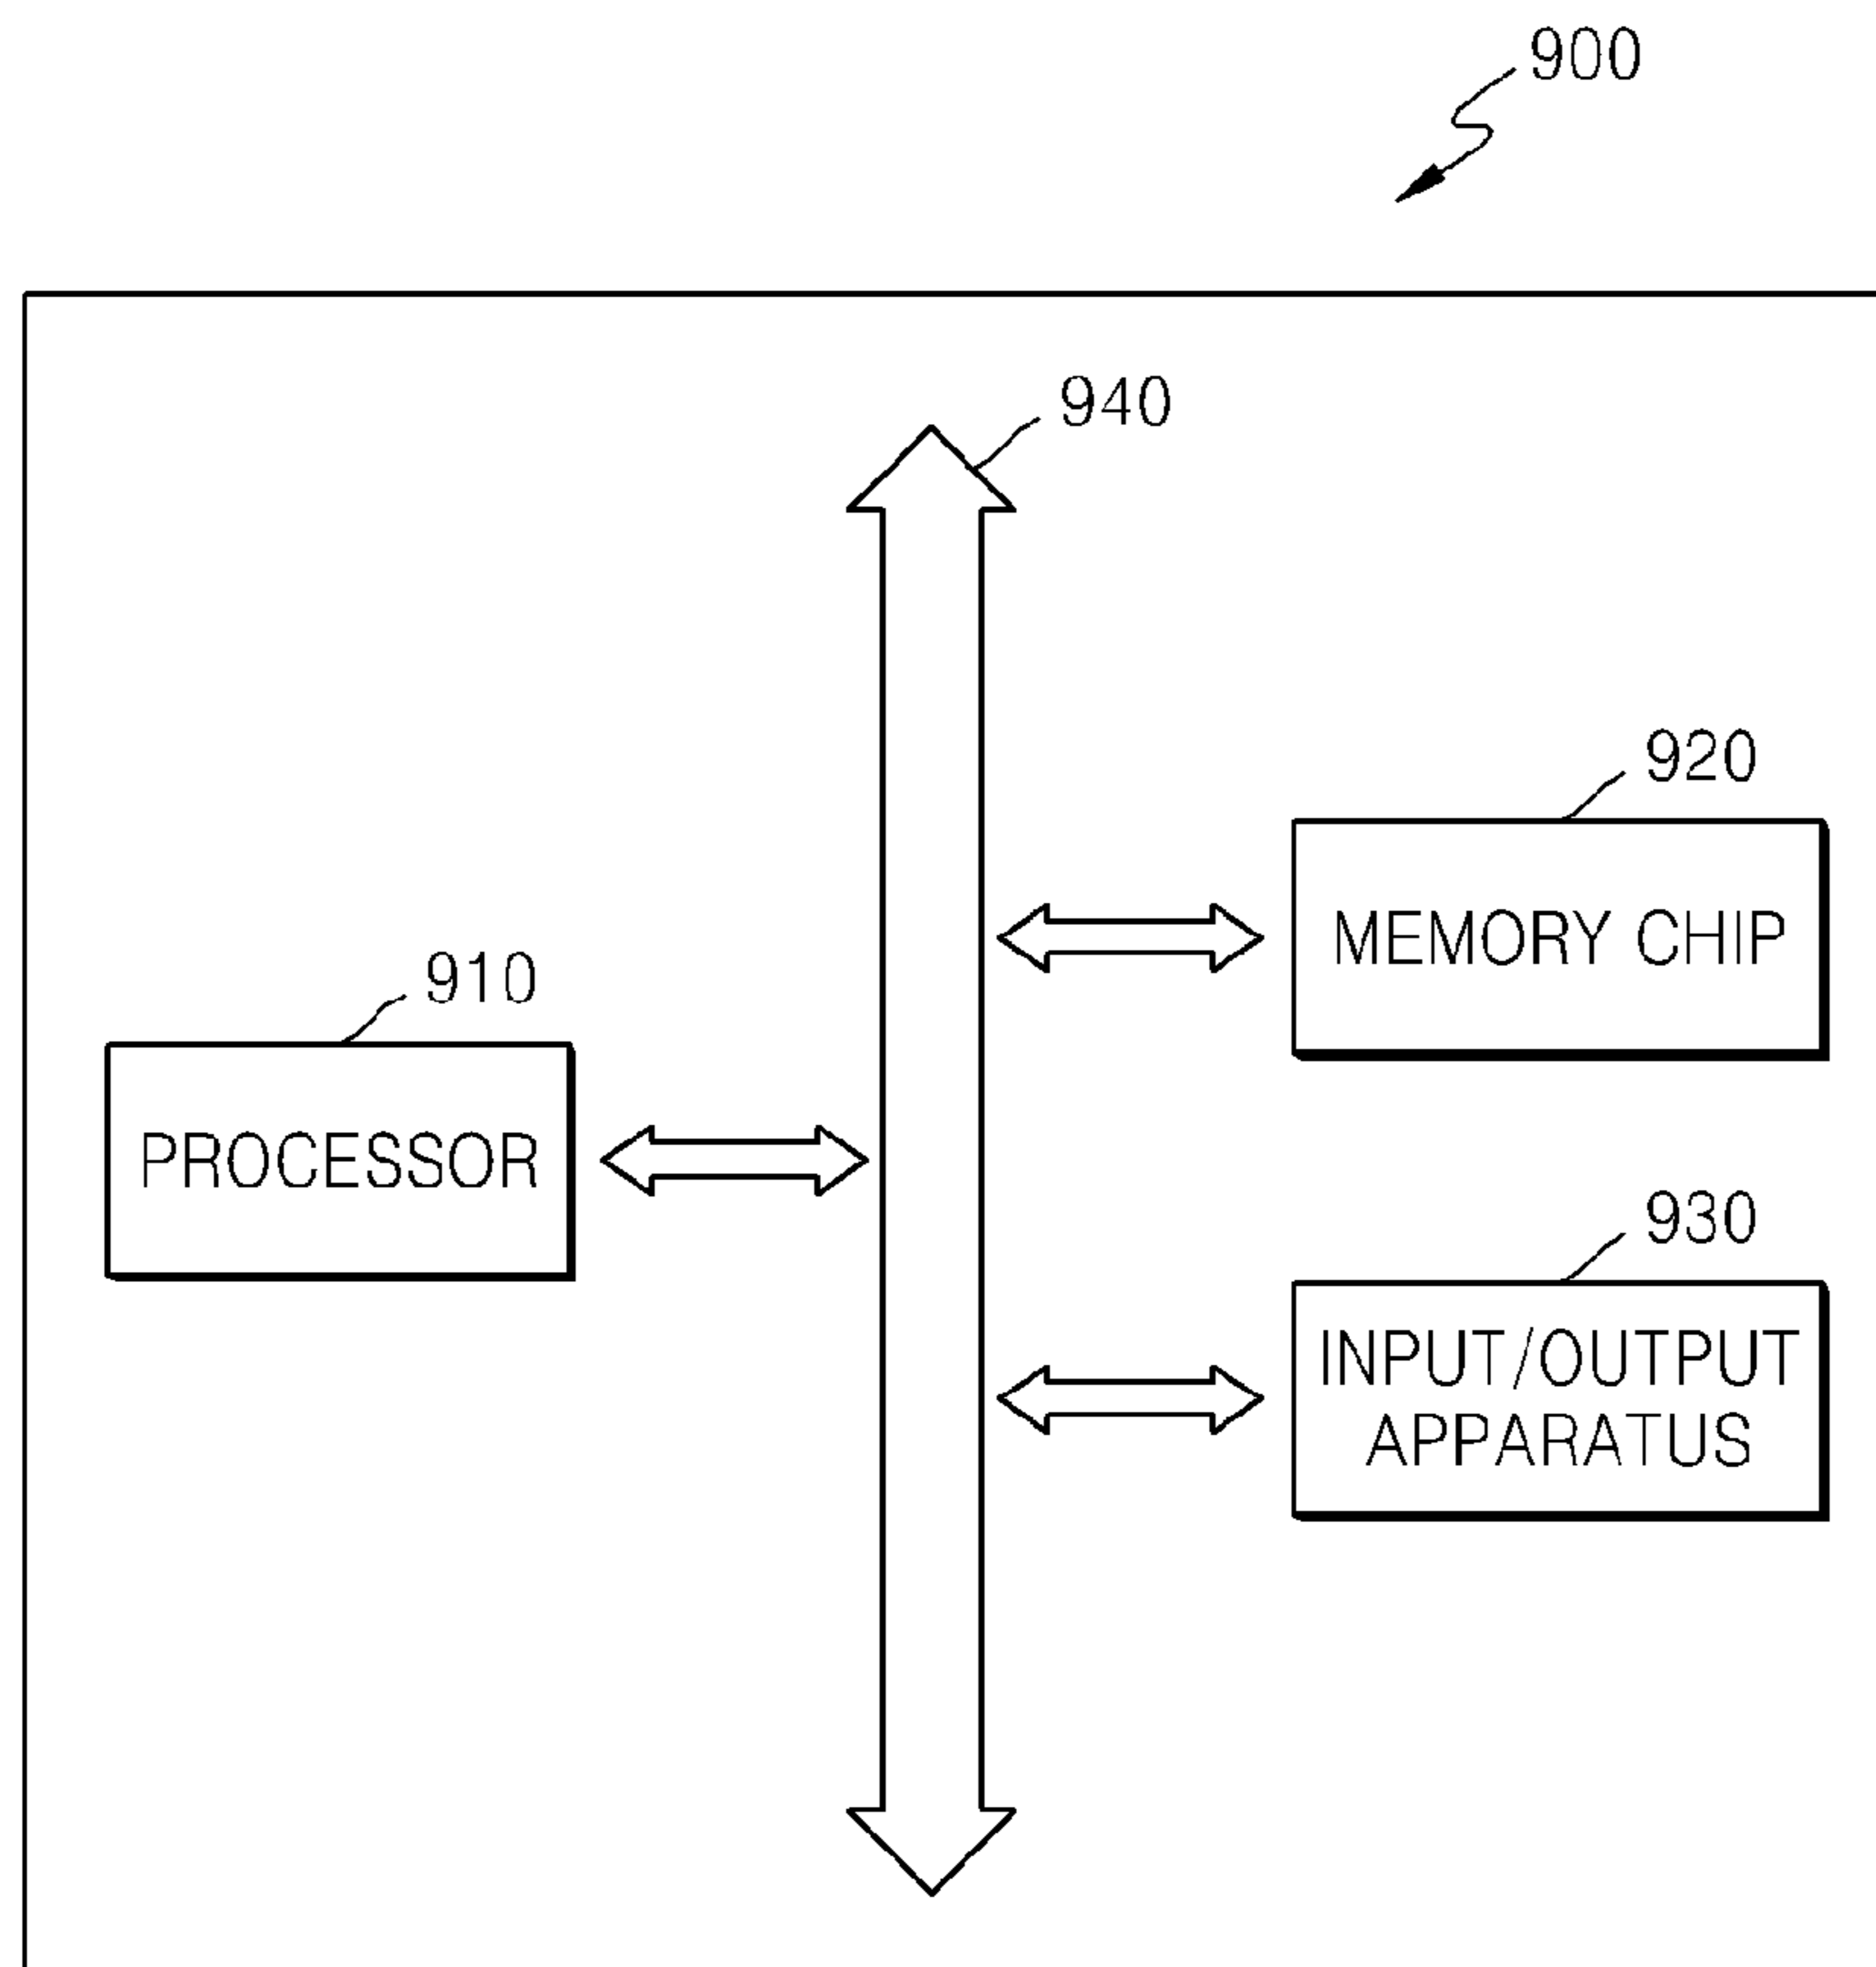 900
940
920
MEMORY CHIP
910
PROCESSOR
930
INPUT/OUTPUT
APPARATUS